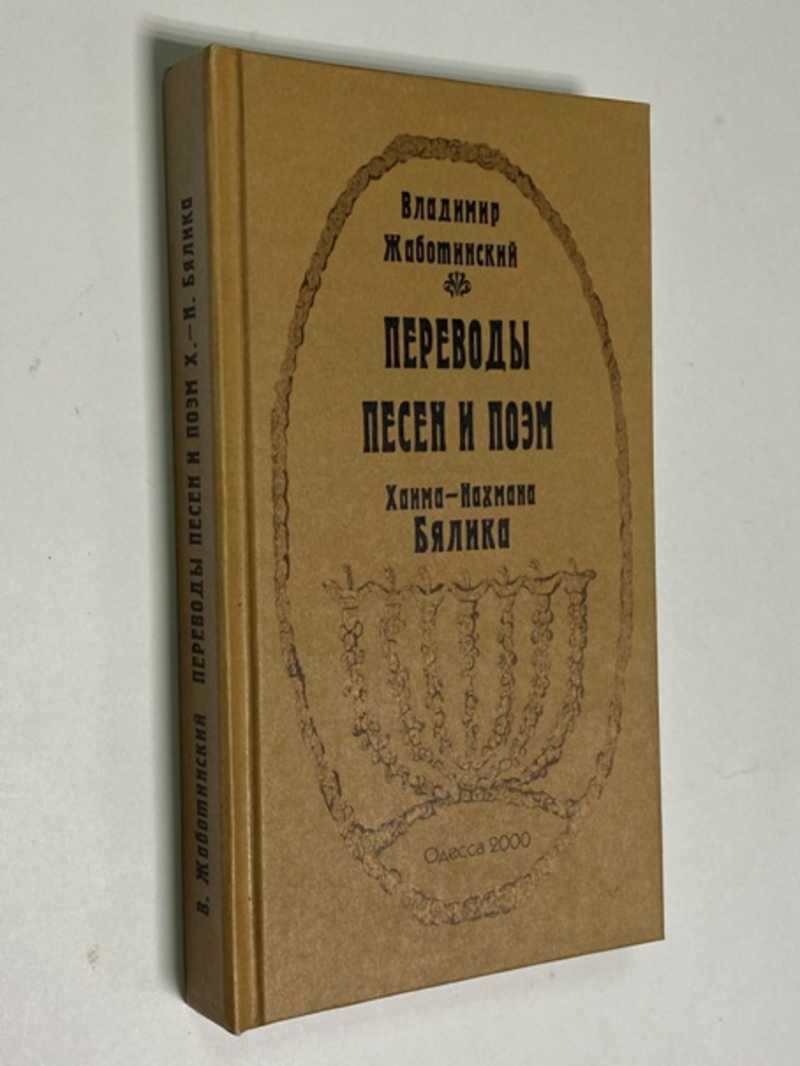 В. Жаботинский ПЕРЕВОДЫ ПЕСЕН И ПОЭМ Х.–Н. БЯЛИКА
Владимир
Жаботинский
ПЕРЕВОДЫ
ПЕСЕН И ПОЭМ
Хаима–Нахмана
БЯЛИКА
Одесса 2000